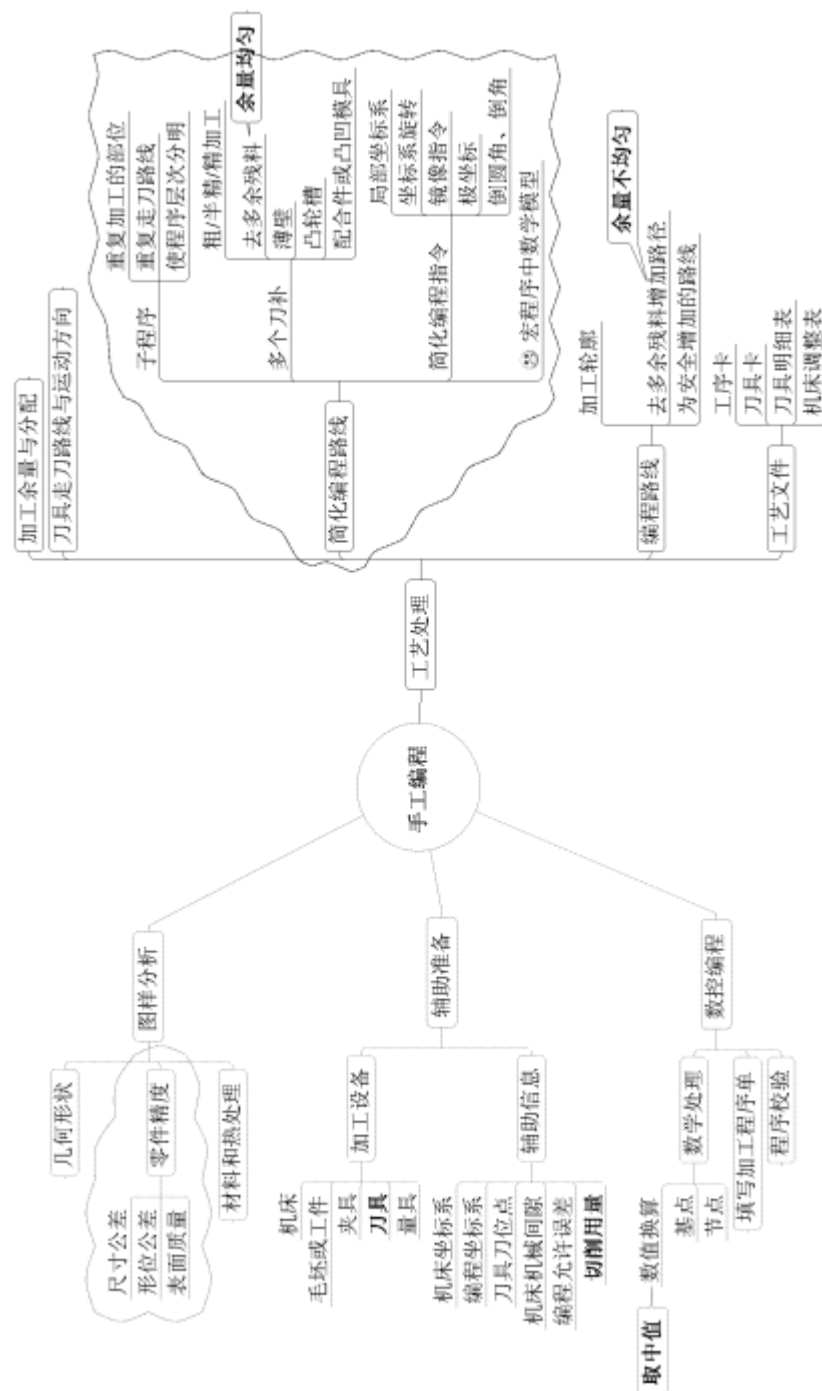 手工编程
图样分析
几何形状
零件精度
尺寸公差
形位公差
表面质量
材料和热处理
辅助准备
加工设备
机床
毛坯或工件
夹具
刀具
量具
辅助信息
机床坐标系
编程坐标系
刀具刀位点
机床机械间隙
编程允许误差
切削用量
数控编程
数学处理
数值换算
取中值
基点
节点
填写加工程序单
程序校验
工艺处理
加工余量与分配
刀具走刀路线与运动方向
简化编程路线
子程序
重复加工的部位
重复走刀路线
使程序层次分明
多个刀补
粗/半精/精加工
去多余残料
余量均匀
薄壁
凸轮槽
配合件或凸凹模具
简化编程指令
局部坐标系
坐标系旋转
镜像指令
极坐标
倒圆角、倒角
宏程序中数学模型
编程路线
加工轮廓
去多余残料增加路径
余量不均匀
为安全增加的路线
工艺文件
工序卡
刀具卡
刀具明细表
机床调整表